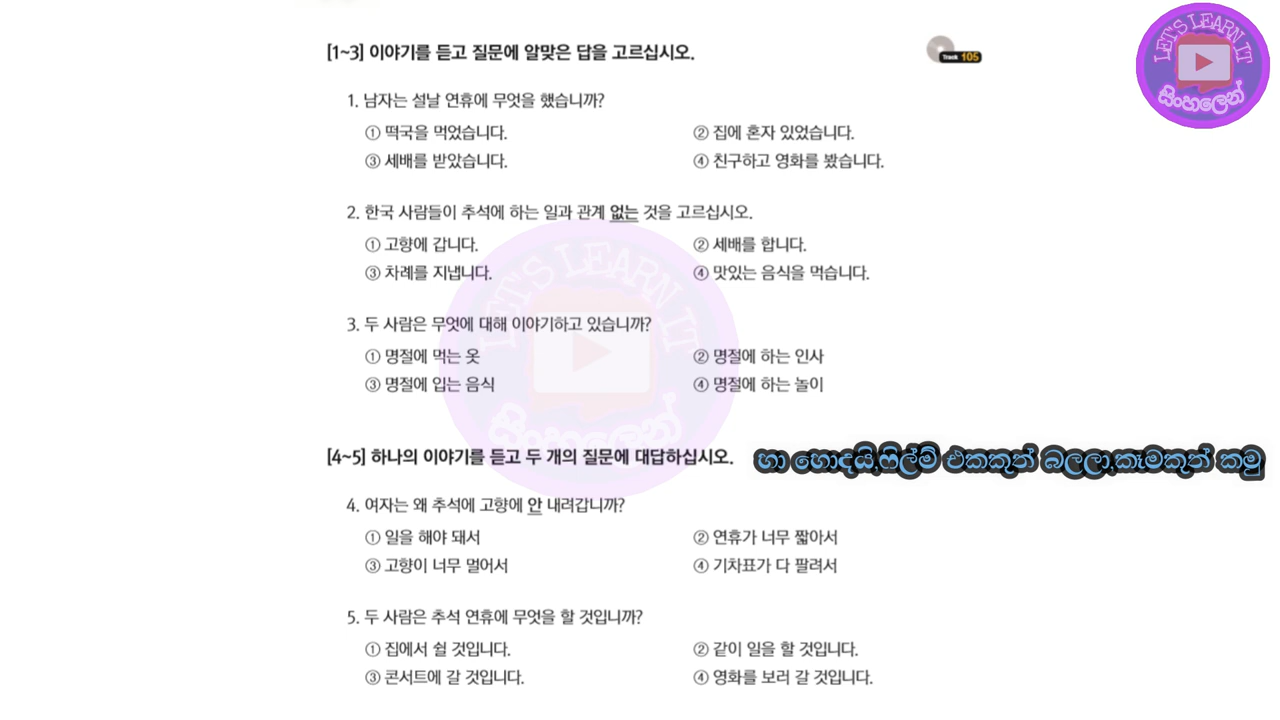 [1~3] 이야기를 듣고 질문에 알맞은 답을 고르십시오.
Track 105
LET'S LEARN IT
සිංහලෙන්
1. 남자는 설날 연휴에 무엇을 했습니까?
① 떡국을 먹었습니다. ② 집에 혼자 있었습니다.
③ 세배를 받았습니다. ④ 친구하고 영화를 봤습니다.
2. 한국 사람들이 추석에 하는 일과 관계 없는 것을 고르십시오.
① 고향에 갑니다. ② 세배를 합니다.
③ 차례를 지냅니다. ④ 맛있는 음식을 먹습니다.
3. 두 사람은 무엇에 대해 이야기하고 있습니까?
① 명절에 먹는 옷 ② 명절에 하는 인사
③ 명절에 입는 음식 ④ 명절에 하는 놀이
LET'S LEARN IT
සිංහලෙන්
[4~5] 하나의 이야기를 듣고 두 개의 질문에 대답하십시오.
හා හොදයි,ෆිල්ම් එකකුත් බලලා,කෑමකුත් කමු
4. 여자는 왜 추석에 고향에 안 내려갑니까?
① 일을 해야 돼서 ② 연휴가 너무 짧아서
③ 고향이 너무 멀어서 ④ 기차표가 다 팔려서
5. 두 사람은 추석 연휴에 무엇을 할 것입니까?
① 집에서 쉴 것입니다. ② 같이 일을 할 것입니다.
③ 콘서트에 갈 것입니다. ④ 영화를 보러 갈 것입니다.